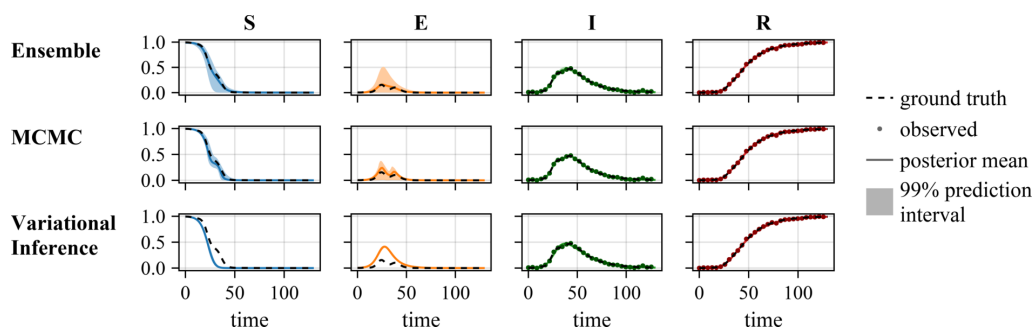 S E I R
Ensemble
1.0
0.5
0.0
MCMC
1.0
0.5
0.0
Variational
Inference
1.0
0.5
0.0
0 50 100 0 50 100 0 50 100 0 50 100
time time time time
ground truth
observed
posterior mean
99% prediction
interval